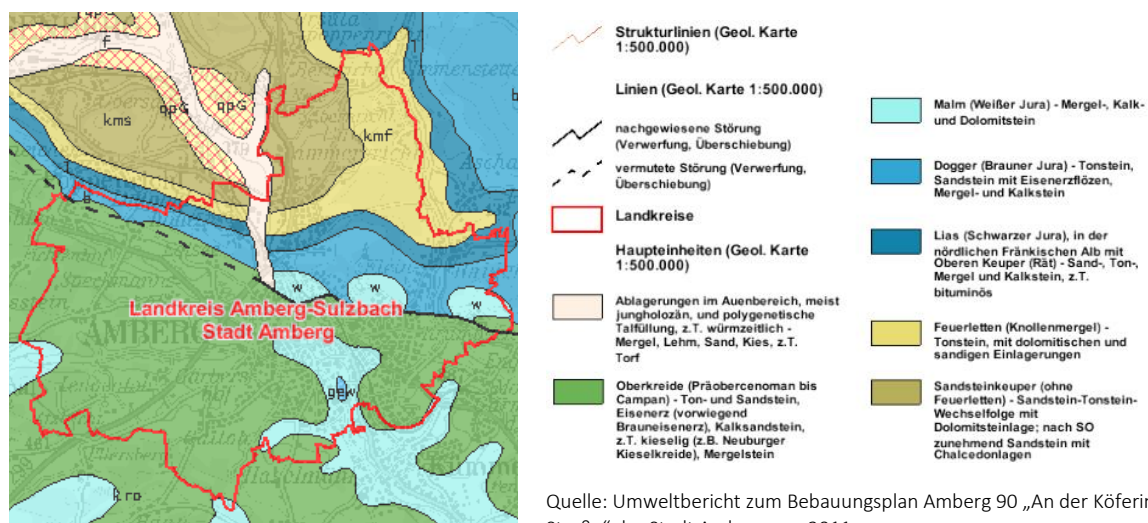 qpG
f
qpG
kms
kmf
w
w
w
Landkreis Amberg-Sulzbach
Stadt Amberg
AMBERG
gew
kro
Strukturlinien (Geol. Karte
1:500.000)
Linien (Geol. Karte 1:500.000)
nachgewiesene Störung
(Verwerfung, Überschiebung)
vermutete Störung (Verwerfung,
Überschiebung)
Landkreise
Haupteinheiten (Geol. Karte
1:500.000)
Ablagerungen im Auenbereich, meist
jungholozän, und polygenetische
Talfüllung, z.T. würmzeitlich -
Mergel, Lehm, Sand, Kies, z.T.
Torf
Oberkreide (Präobercenoman bis
Campan) - Ton- und Sandstein,
Eisenerz (vorwiegend
Brauneisenerz), Kalksandstein,
z.T. kieselig (z.B. Neuburger
Kieselkreide), Mergelstein
Malm (Weißer Jura) - Mergel-, Kalk-
und Dolomitstein
Dogger (Brauner Jura) - Tonstein,
Sandstein mit Eisenerzflözen,
Mergel- und Kalkstein
Lias (Schwarzer Jura), in der
nördlichen Fränkischen Alb mit
Oberen Keuper (Rät) - Sand-, Ton-,
Mergel und Kalkstein, z.T.
bituminös
Feuerletten (Knollenmergel) -
Tonstein, mit dolomitischen und
sandigen Einlagerungen
Sandsteinkeuper (ohne
Feuerletten) - Sandstein-Tonstein-
Wechselfolge mit
Dolomitsteinlage; nach SO
zunehmend Sandstein mit
Chalcedonlagen
Quelle: Umweltbericht zum Bebauungsplan Amberg 90 „An der Köferin